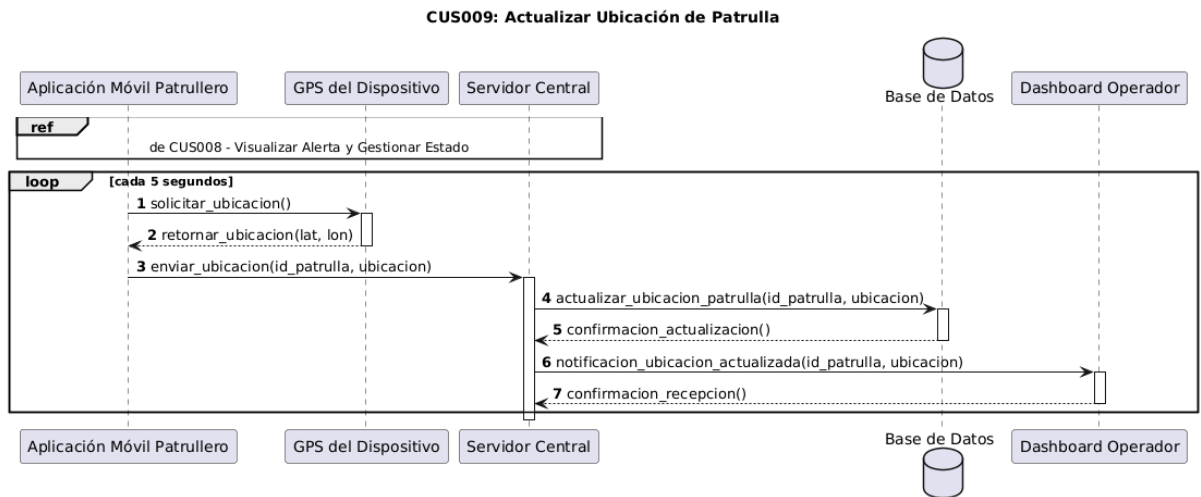 CUS009: Actualizar Ubicación de Patrulla
Aplicación Móvil Patrullero
GPS del Dispositivo
Servidor Central
Base de Datos
Dashboard Operador
ref
de CUS008 - Visualizar Alerta y Gestionar Estado
loop
[cada 5 segundos]
1 solicitar_ubicacion()
2 retornar_ubicacion(lat, lon)
3 enviar_ubicacion(id_patrulla, ubicacion)
4 actualizar_ubicacion_patrulla(id_patrulla, ubicacion)
5 confirmacion_actualizacion()
6 notificacion_ubicacion_actualizada(id_patrulla, ubicacion)
7 confirmacion_recepcion()
Aplicación Móvil Patrullero
GPS del Dispositivo
Servidor Central
Base de Datos
Dashboard Operador